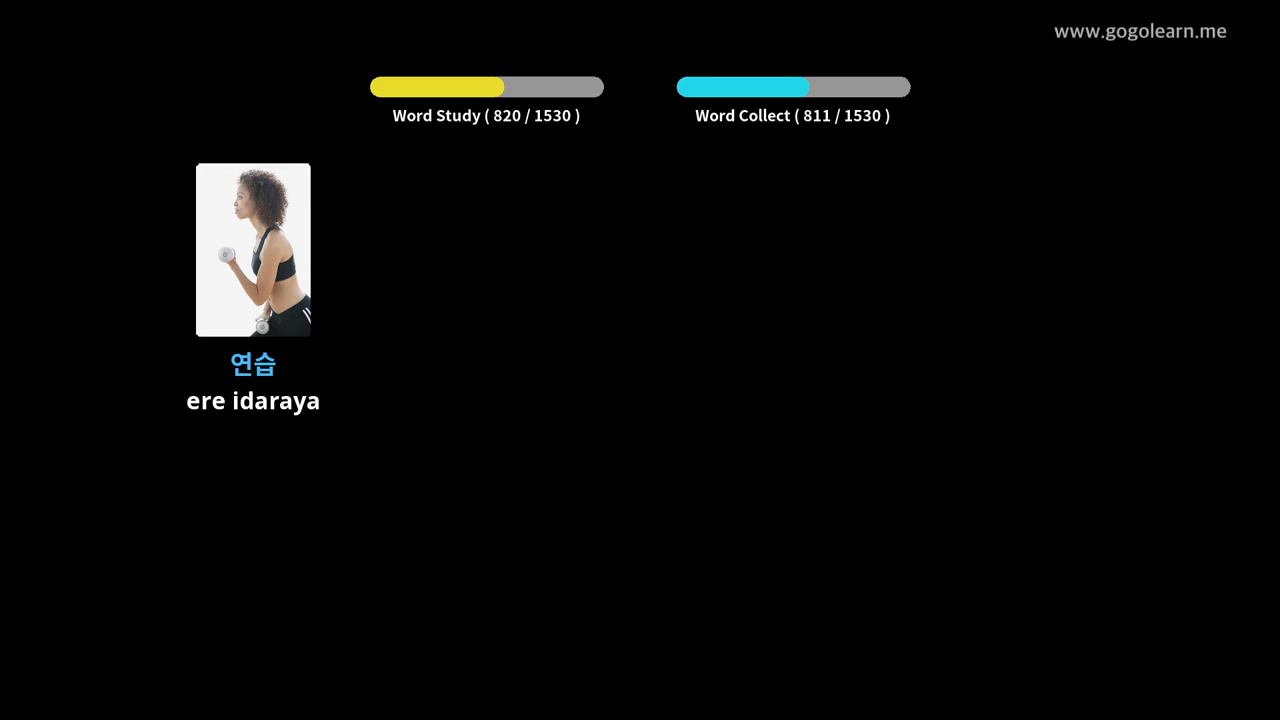 www.gogolearn.me
Word Study ( 820 / 1530 )
Word Collect ( 811 / 1530 )
연습
ere idaraya